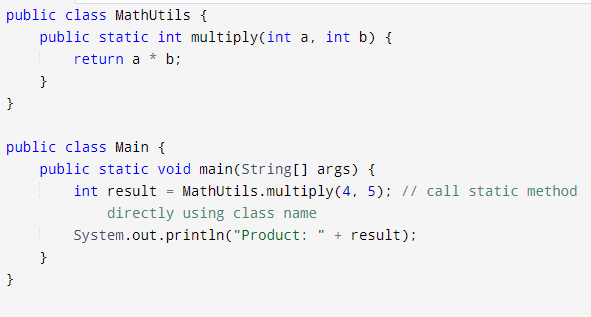 public class MathUtils {
    public static int multiply(int a, int b) {
        return a * b;
    }
}

public class Main {
    public static void main(String[] args) {
        int result = MathUtils.multiply(4, 5); // call static method
            directly using class name
        System.out.println("Product: " + result);
    }
}